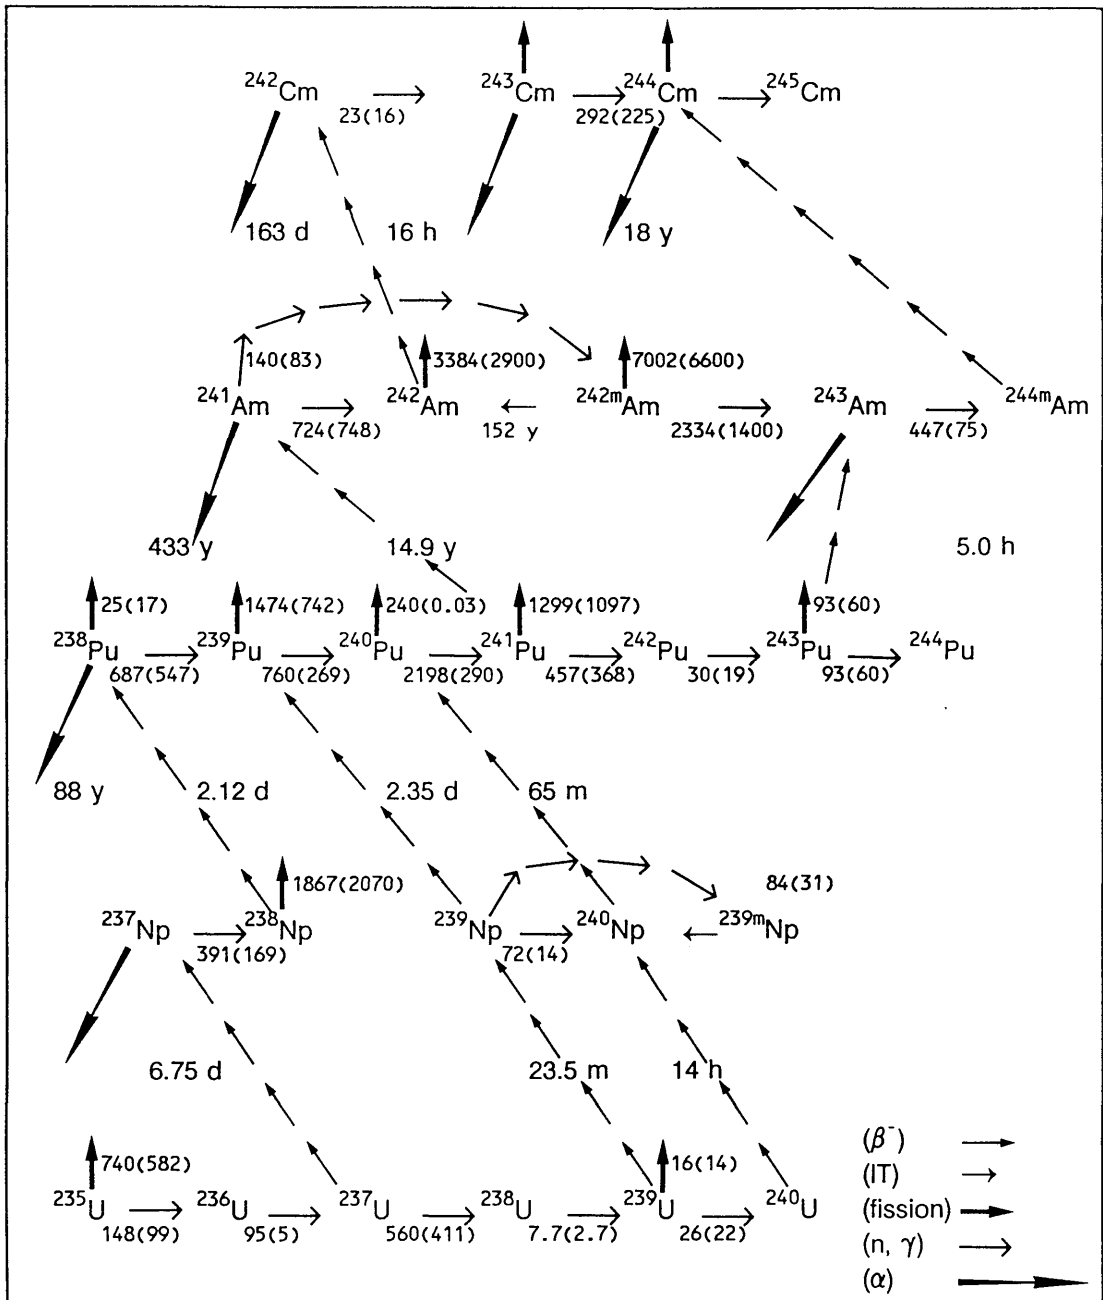 ²⁴²Cm ²⁴³Cm ²⁴⁴Cm ²⁴⁵Cm
23(16) 292(225)
163 d 16 h 18 y
140(83) 3384(2900) 7002(6600)
²⁴¹Am ²⁴²Am ²⁴²ᵐAm ²⁴³Am ²⁴⁴ᵐAm
724(748) 152 y 2334(1400) 447(75)
433 y 14.9 y 5.0 h
25(17) 1474(742) 240(0.03) 1299(1097) 93(60)
²³⁸Pu ²³⁹Pu ²⁴⁰Pu ²⁴¹Pu ²⁴²Pu ²⁴³Pu ²⁴⁴Pu
687(547) 760(269) 2198(290) 457(368) 30(19) 93(60)
88 y 2.12 d 2.35 d 65 m
1867(2070) 84(31)
²³⁷Np ²³⁸Np ²³⁹Np ²⁴⁰Np ²³⁹ᵐNp
391(169) 72(14)
6.75 d 23.5 m 14 h
740(582) 16(14)
²³⁵U ²³⁶U ²³⁷U ²³⁸U ²³⁹U ²⁴⁰U
148(99) 95(5) 560(411) 7.7(2.7) 26(22)
(β⁻)
(IT)
(fission)
(n, γ)
(α)